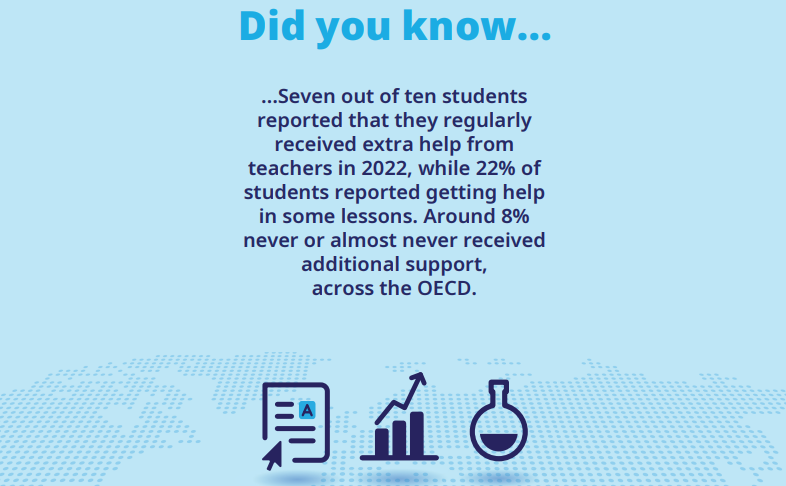 Did you know...
...Seven out of ten students
reported that they regularly
received extra help from
teachers in 2022, while 22% of
students reported getting help
in some lessons. Around 8%
never or almost never received
additional support,
across the OECD.
A